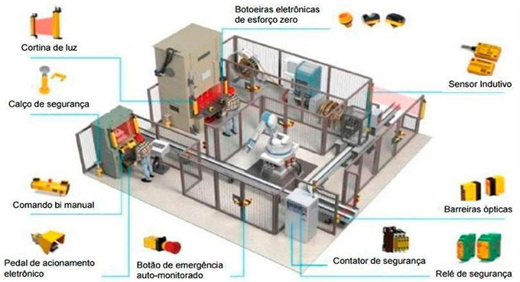 Botoeiras eletrônicas
de esforço zero
Cortina de luz
Sensor Indutivo
Calço de segurança
Comando bi manual
Barreiras ópticas
Pedal de acionamento
eletrônico
Botão de emergência
auto-monitorado
Contator de segurança
Relé de segurança